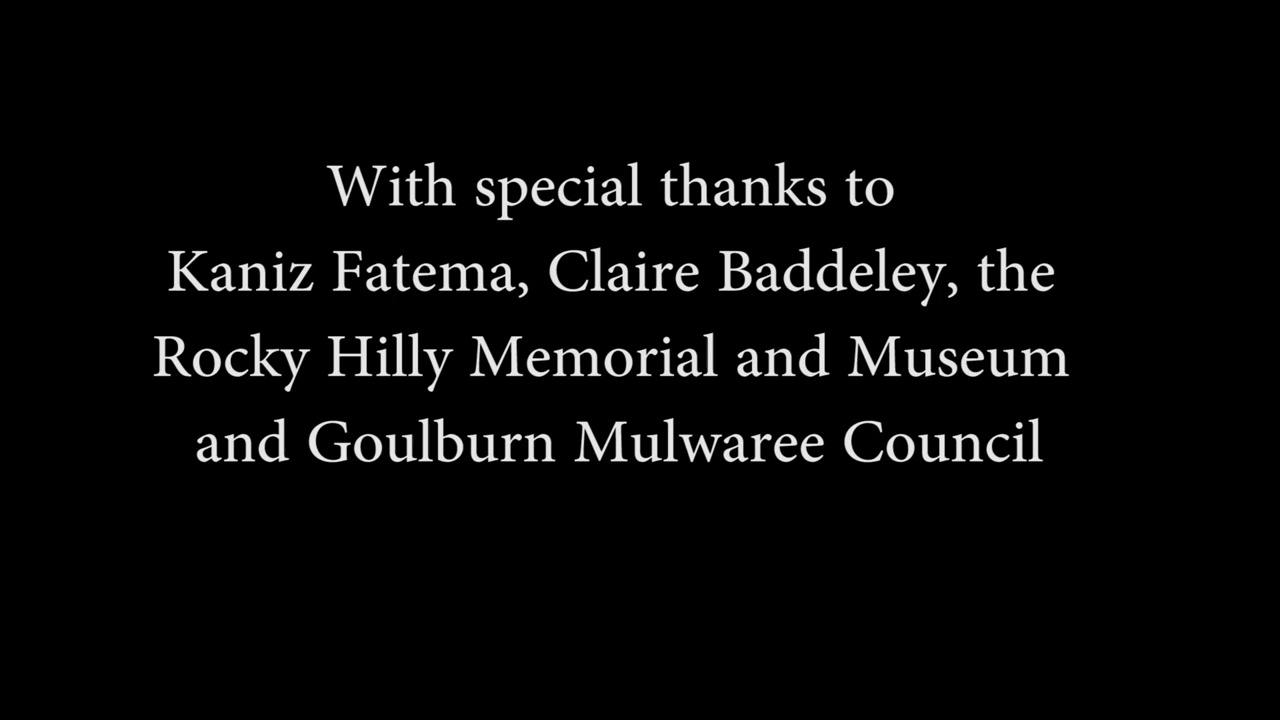 With special thanks to
Kaniz Fatema, Claire Baddeley, the
Rocky Hilly Memorial and Museum
and Goulburn Mulwaree Council